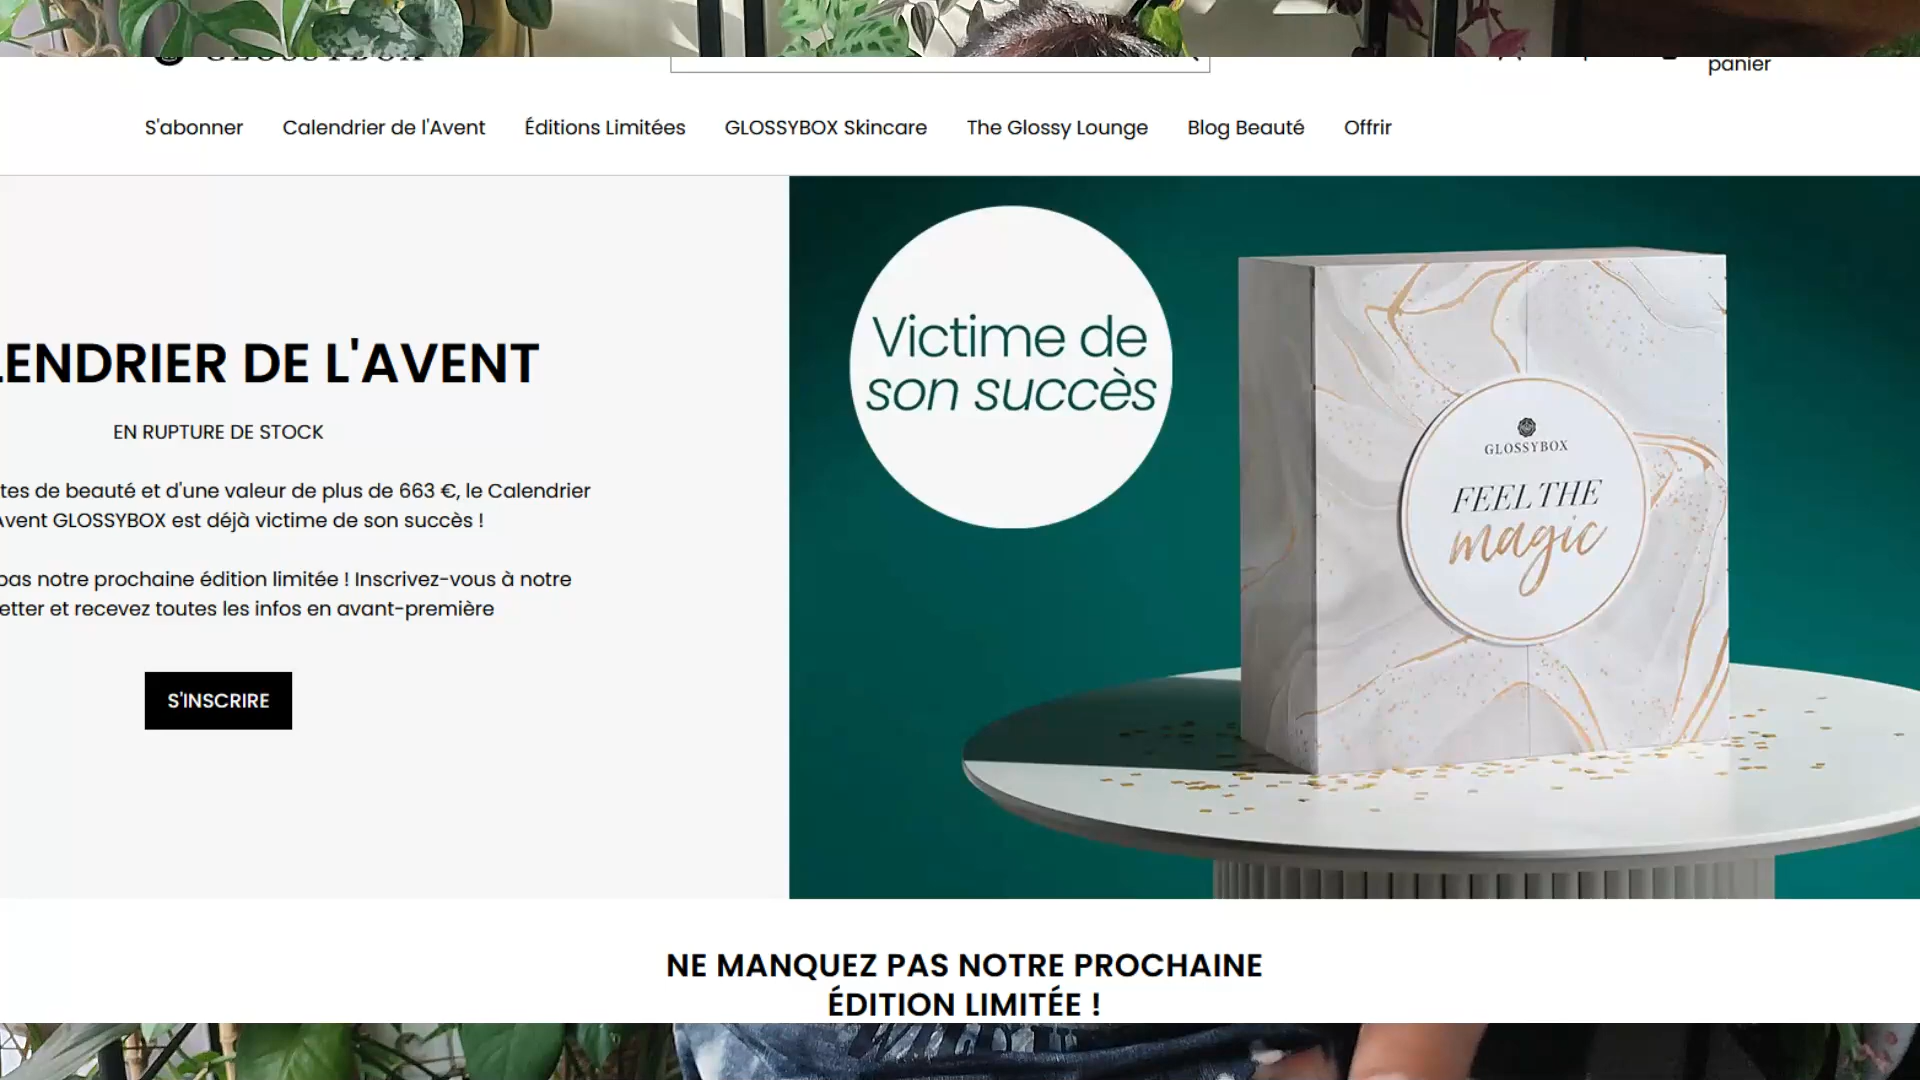 GLOSSYBOX
panier
S'abonner Calendrier de l'Avent Éditions Limitées GLOSSYBOX Skincare The Glossy Lounge Blog Beauté Offrir
LENDRIER DE L'AVENT
EN RUPTURE DE STOCK
tes de beauté et d'une valeur de plus de 663 €, le Calendrier
Avent GLOSSYBOX est déjà victime de son succès !
pas notre prochaine édition limitée ! Inscrivez-vous à notre
etter et recevez toutes les infos en avant-première
S'INSCRIRE
Victime de
son succès
GLOSSYBOX
FEEL THE
magic
NE MANQUEZ PAS NOTRE PROCHAINE
ÉDITION LIMITÉE !